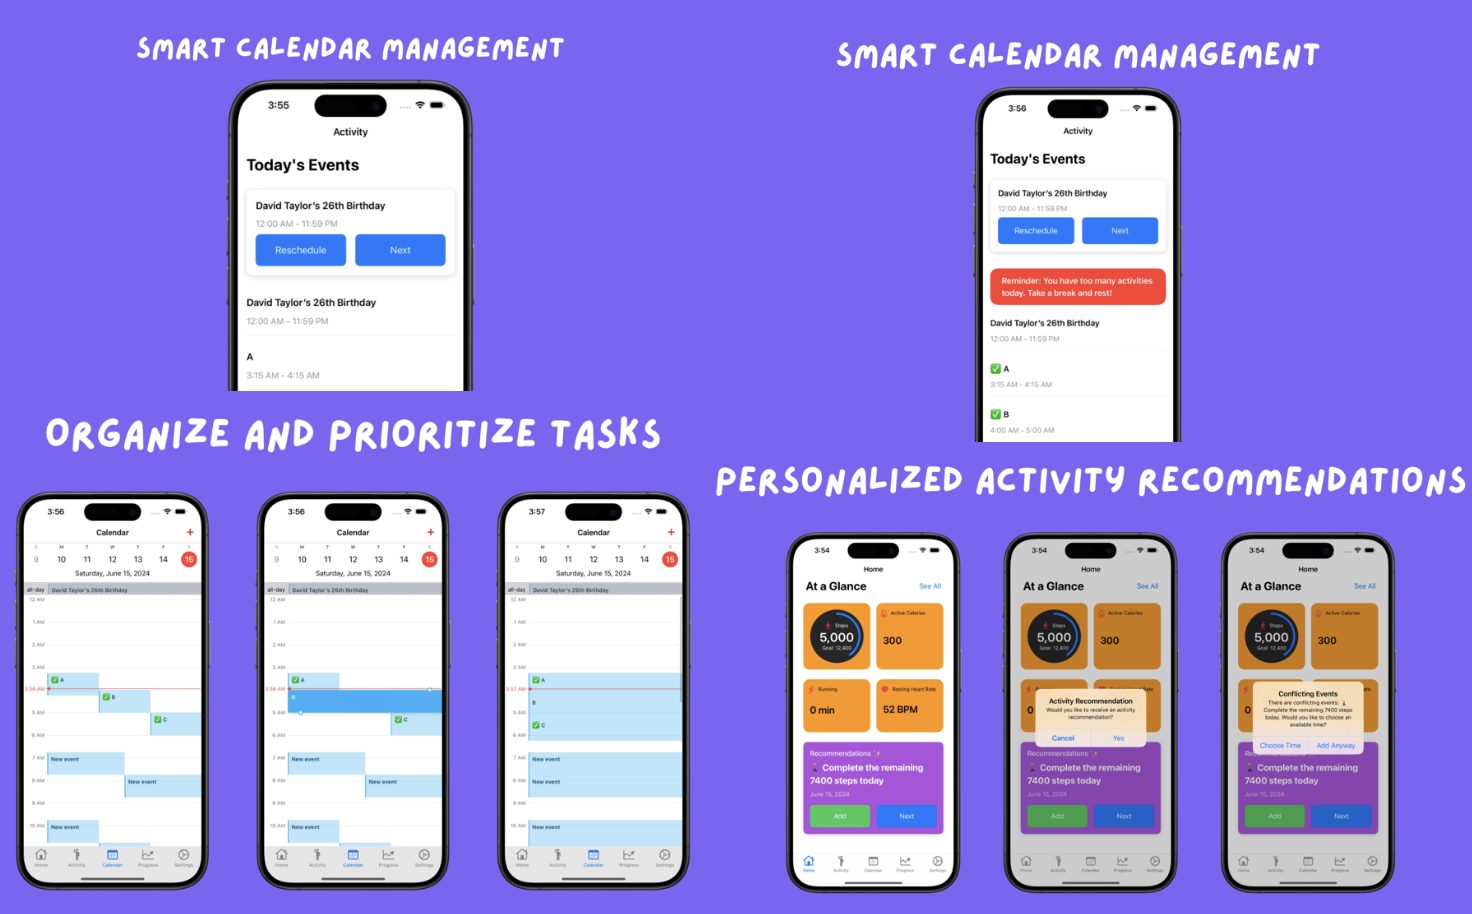 SMART CALENDAR MANAGEMENT
3:55
Activity
Today's Events
David Taylor's 26th Birthday
12:00 AM - 11:59 PM
Reschedule
Next
David Taylor's 26th Birthday
12:00 AM - 11:59 PM
A
3:15 AM - 4:15 AM
SMART CALENDAR MANAGEMENT
3:56
Activity
Today's Events
David Taylor's 26th Birthday
12:00 AM - 11:59 PM
Reschedule
Next
Reminder: You have too many activities
today. Take a break and rest!
David Taylor's 26th Birthday
12:00 AM - 11:59 PM
✅ A
3:15 AM - 4:15 AM
✅ B
4:00 AM - 5:00 AM
ORGANIZE AND PRIORITIZE TASKS
3:56
Calendar
+
S M T W T F S
9 10 11 12 13 14 15
Saturday, June 15, 2024
all-day David Taylor's 26th Birthday
12 AM
1 AM
2 AM
3 AM
✅ A
3:56 AM
✅ B
5 AM
✅ C
6 AM
7 AM
New event
8 AM
New event
9 AM
10 AM
New event
Home Activity Calendar Progress Settings
3:56
Calendar
+
S M T W T F S
9 10 11 12 13 14 15
Saturday, June 15, 2024
all-day David Taylor's 26th Birthday
12 AM
1 AM
2 AM
3 AM
✅ A
3:56 AM
B
5 AM
✅ C
6 AM
7 AM
New event
8 AM
New event
9 AM
10 AM
New event
Home Activity Calendar Progress Settings
3:57
Calendar
+
S M T W T F S
9 10 11 12 13 14 15
Saturday, June 15, 2024
all-day David Taylor's 26th Birthday
12 AM
1 AM
2 AM
3 AM
✅ A
3:57 AM
B
5 AM
✅ C
6 AM
7 AM
New event
8 AM
New event
9 AM
10 AM
New event
Home Activity Calendar Progress Settings
PERSONALIZED ACTIVITY RECOMMENDATIONS
3:54
Home
At a Glance
See All
Steps
5,000
Goal: 12,400
Active Calories
300
Running
0 min
Resting Heart Rate
52 BPM
Recommendations ✨
Complete the remaining
7400 steps today
June 15, 2024
Add
Next
Home Activity Calendar Progress Settings
3:54
Home
At a Glance
See All
Steps
5,000
Goal: 12,400
Active Calories
300
Heart Rate
0
Activity Recommendation
Would you like to receive an activity
recommendation?
Cancel
Yes
Recommendations ✨
Complete the remaining
7400 steps today
June 15, 2024
Add
Next
Home Activity Calendar Progress Settings
3:54
Home
At a Glance
See All
Steps
5,000
Goal: 12,400
Active Calories
300
Rate
0
Conflicting Events
There are conflicting events:
Complete the remaining 7400 steps
today. Would you like to choose an
available time?
Choose Time
Add Anyway
Complete the remaining
7400 steps today
June 15, 2024
Add
Next
Home Activity Calendar Progress Settings